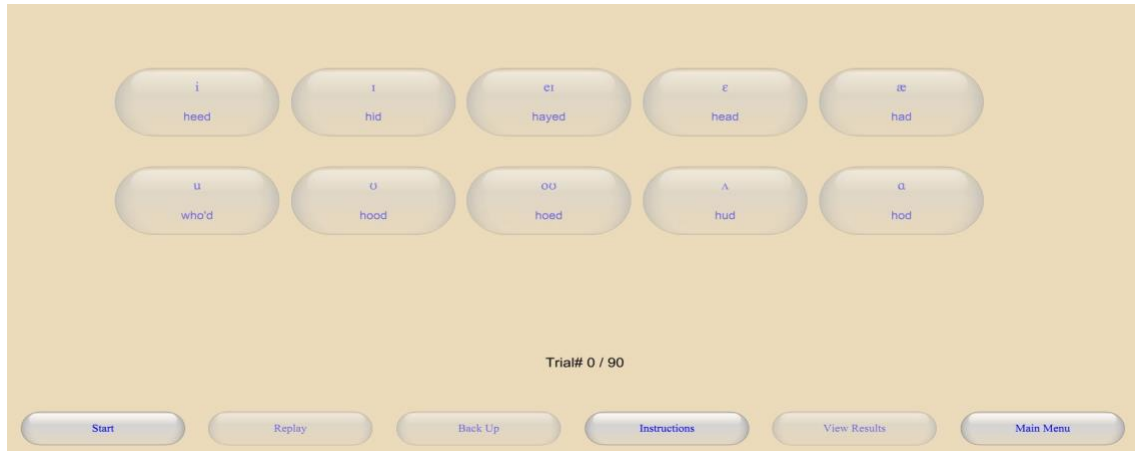 i ɪ eɪ ɛ æ
heed hid hayed head had
u ʊ oʊ ʌ ɑ
who'd hood hoed hud hod
Trial# 0 / 90
Start Replay Back Up Instructions View Results Main Menu